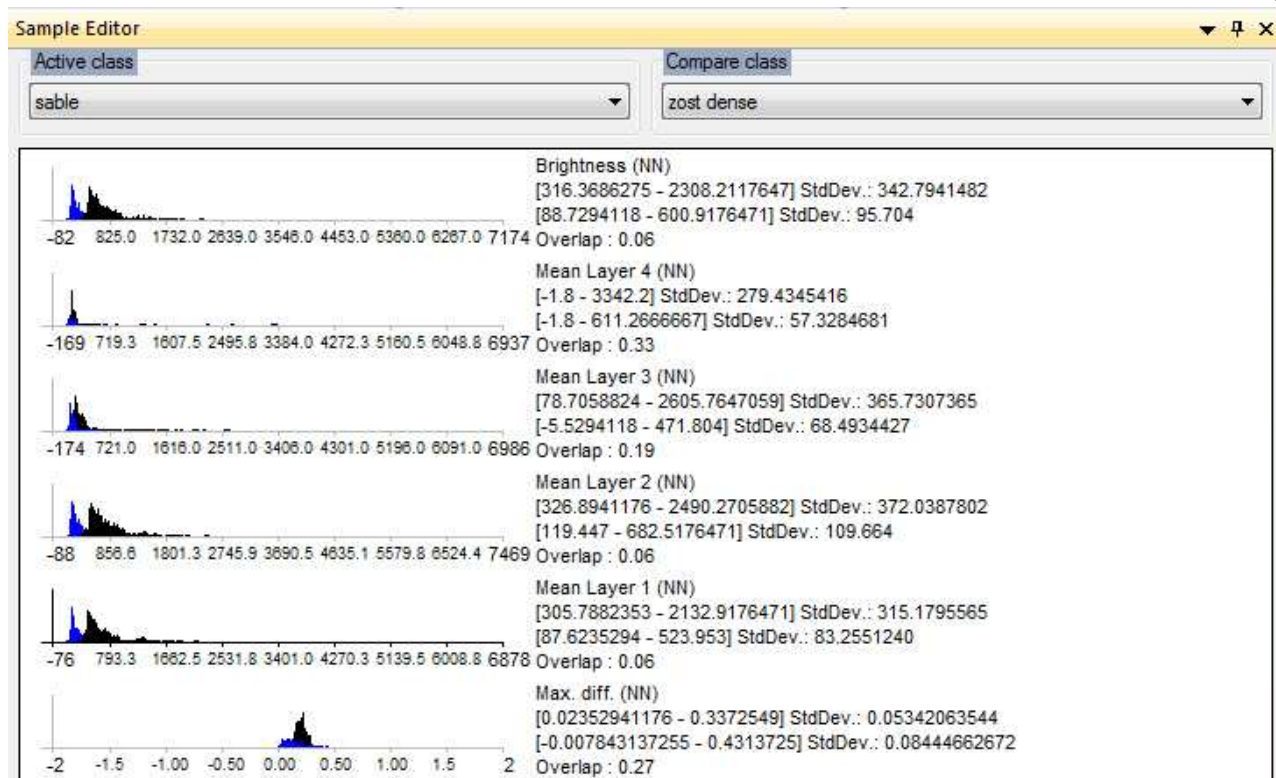 Sample Editor
Active class
Compare class
sable
zost dense
Brightness (NN)
[316.3686275 - 2308.2117647] StdDev.: 342.7941482
[88.7294118 - 600.9176471] StdDev.: 95.704
-82 825.0 1732.0 2639.0 3546.0 4453.0 5360.0 6267.0 7174 Overlap : 0.06
Mean Layer 4 (NN)
[-1.8 - 3342.2] StdDev.: 279.4345416
[-1.8 - 611.2666667] StdDev.: 57.3284681
-169 719.3 1607.5 2495.8 3384.0 4272.3 5160.5 6048.8 6937 Overlap : 0.33
Mean Layer 3 (NN)
[78.7058824 - 2605.7647059] StdDev.: 365.7307365
[-5.5294118 - 471.804] StdDev.: 68.4934427
-174 721.0 1616.0 2511.0 3406.0 4301.0 5196.0 6091.0 6986 Overlap : 0.19
Mean Layer 2 (NN)
[326.8941176 - 2490.2705882] StdDev.: 372.0387802
[119.447 - 682.5176471] StdDev.: 109.664
-88 856.6 1801.3 2745.9 3690.5 4635.1 5579.8 6524.4 7469 Overlap : 0.06
Mean Layer 1 (NN)
[305.7882353 - 2132.9176471] StdDev.: 315.1795565
[87.6235294 - 523.953] StdDev.: 83.2551240
-76 793.3 1662.5 2531.8 3401.0 4270.3 5139.5 6008.8 6878 Overlap : 0.06
Max. diff. (NN)
[0.02352941176 - 0.3372549] StdDev.: 0.05342063544
[-0.007843137255 - 0.4313725] StdDev.: 0.08444662672
-2 -1.5 -1.00 -0.50 0.00 0.50 1.00 1.5 2 Overlap : 0.27